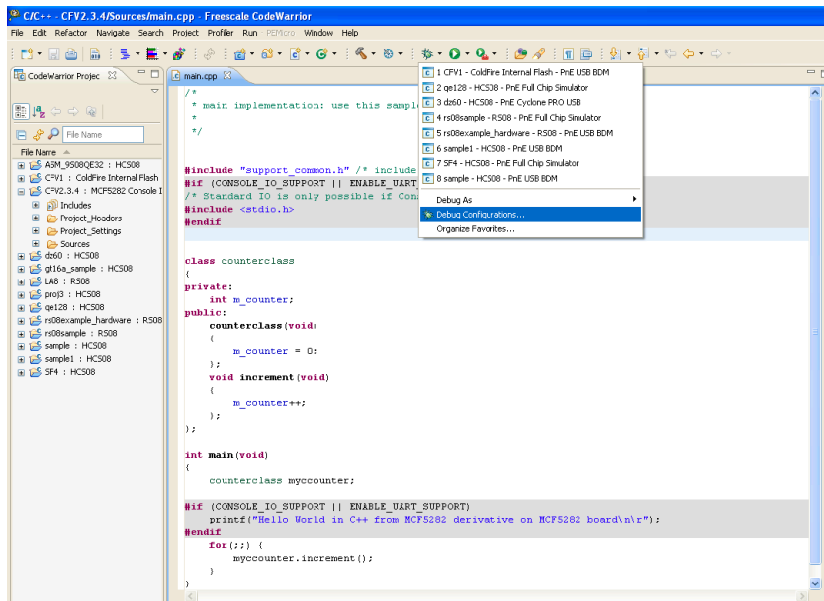 C/C++ - CFV2.3.4/Sources/main.cpp - Freescale CodeWarrior
File Edit Refactor Navigate Search Project Profiler Run PEMicro Window Help
CodeWarrior Projec
main.cpp
File Name
File Name
ASM_9S08QE32 : HCS08
CFV1 : ColdFire Internal Flash
CFV2.3.4 : MCF5282 Console I
Includes
Project_Headers
Project_Settings
Sources
dz60 : HCS08
gt16a_sample : HCS08
LA8 : RS08
proj3 : HCS08
qe128 : HCS08
rs08example_hardware : RS08
rs08sample : RS08
sample : HCS08
sample1 : HCS08
SF4 : HCS08
1 CFV1 - ColdFire Internal Flash - PnE USB BDM
2 qe128 - HCS08 - PnE Full Chip Simulator
3 dz60 - HCS08 - PnE Cyclone PRO USB
4 rs08sample - RS08 - PnE Full Chip Simulator
5 rs08example_hardware - RS08 - PnE USB BDM
6 sample1 - HCS08 - PnE USB BDM
7 SF4 - HCS08 - PnE Full Chip Simulator
8 sample - HCS08 - PnE USB BDM
Debug As
Debug Configurations...
Organize Favorites...
/*
* main implementation: use this sampl
*
*/
#include "support_common.h" /* include
#if (CONSOLE_IO_SUPPORT || ENABLE_UART
/* Standard IO is only possible if Con
#include <stdio.h>
#endif
class counterclass
{
private:
int m_counter;
public:
counterclass(void)
{
m_counter = 0;
};
void increment(void)
{
m_counter++;
};
};
int main(void)
{
counterclass myccounter;
#if (CONSOLE_IO_SUPPORT || ENABLE_UART_SUPPORT)
printf("Hello World in C++ from MCF5282 derivative on MCF5282 board\n\r");
#endif
for(;;) {
myccounter.increment();
}
}